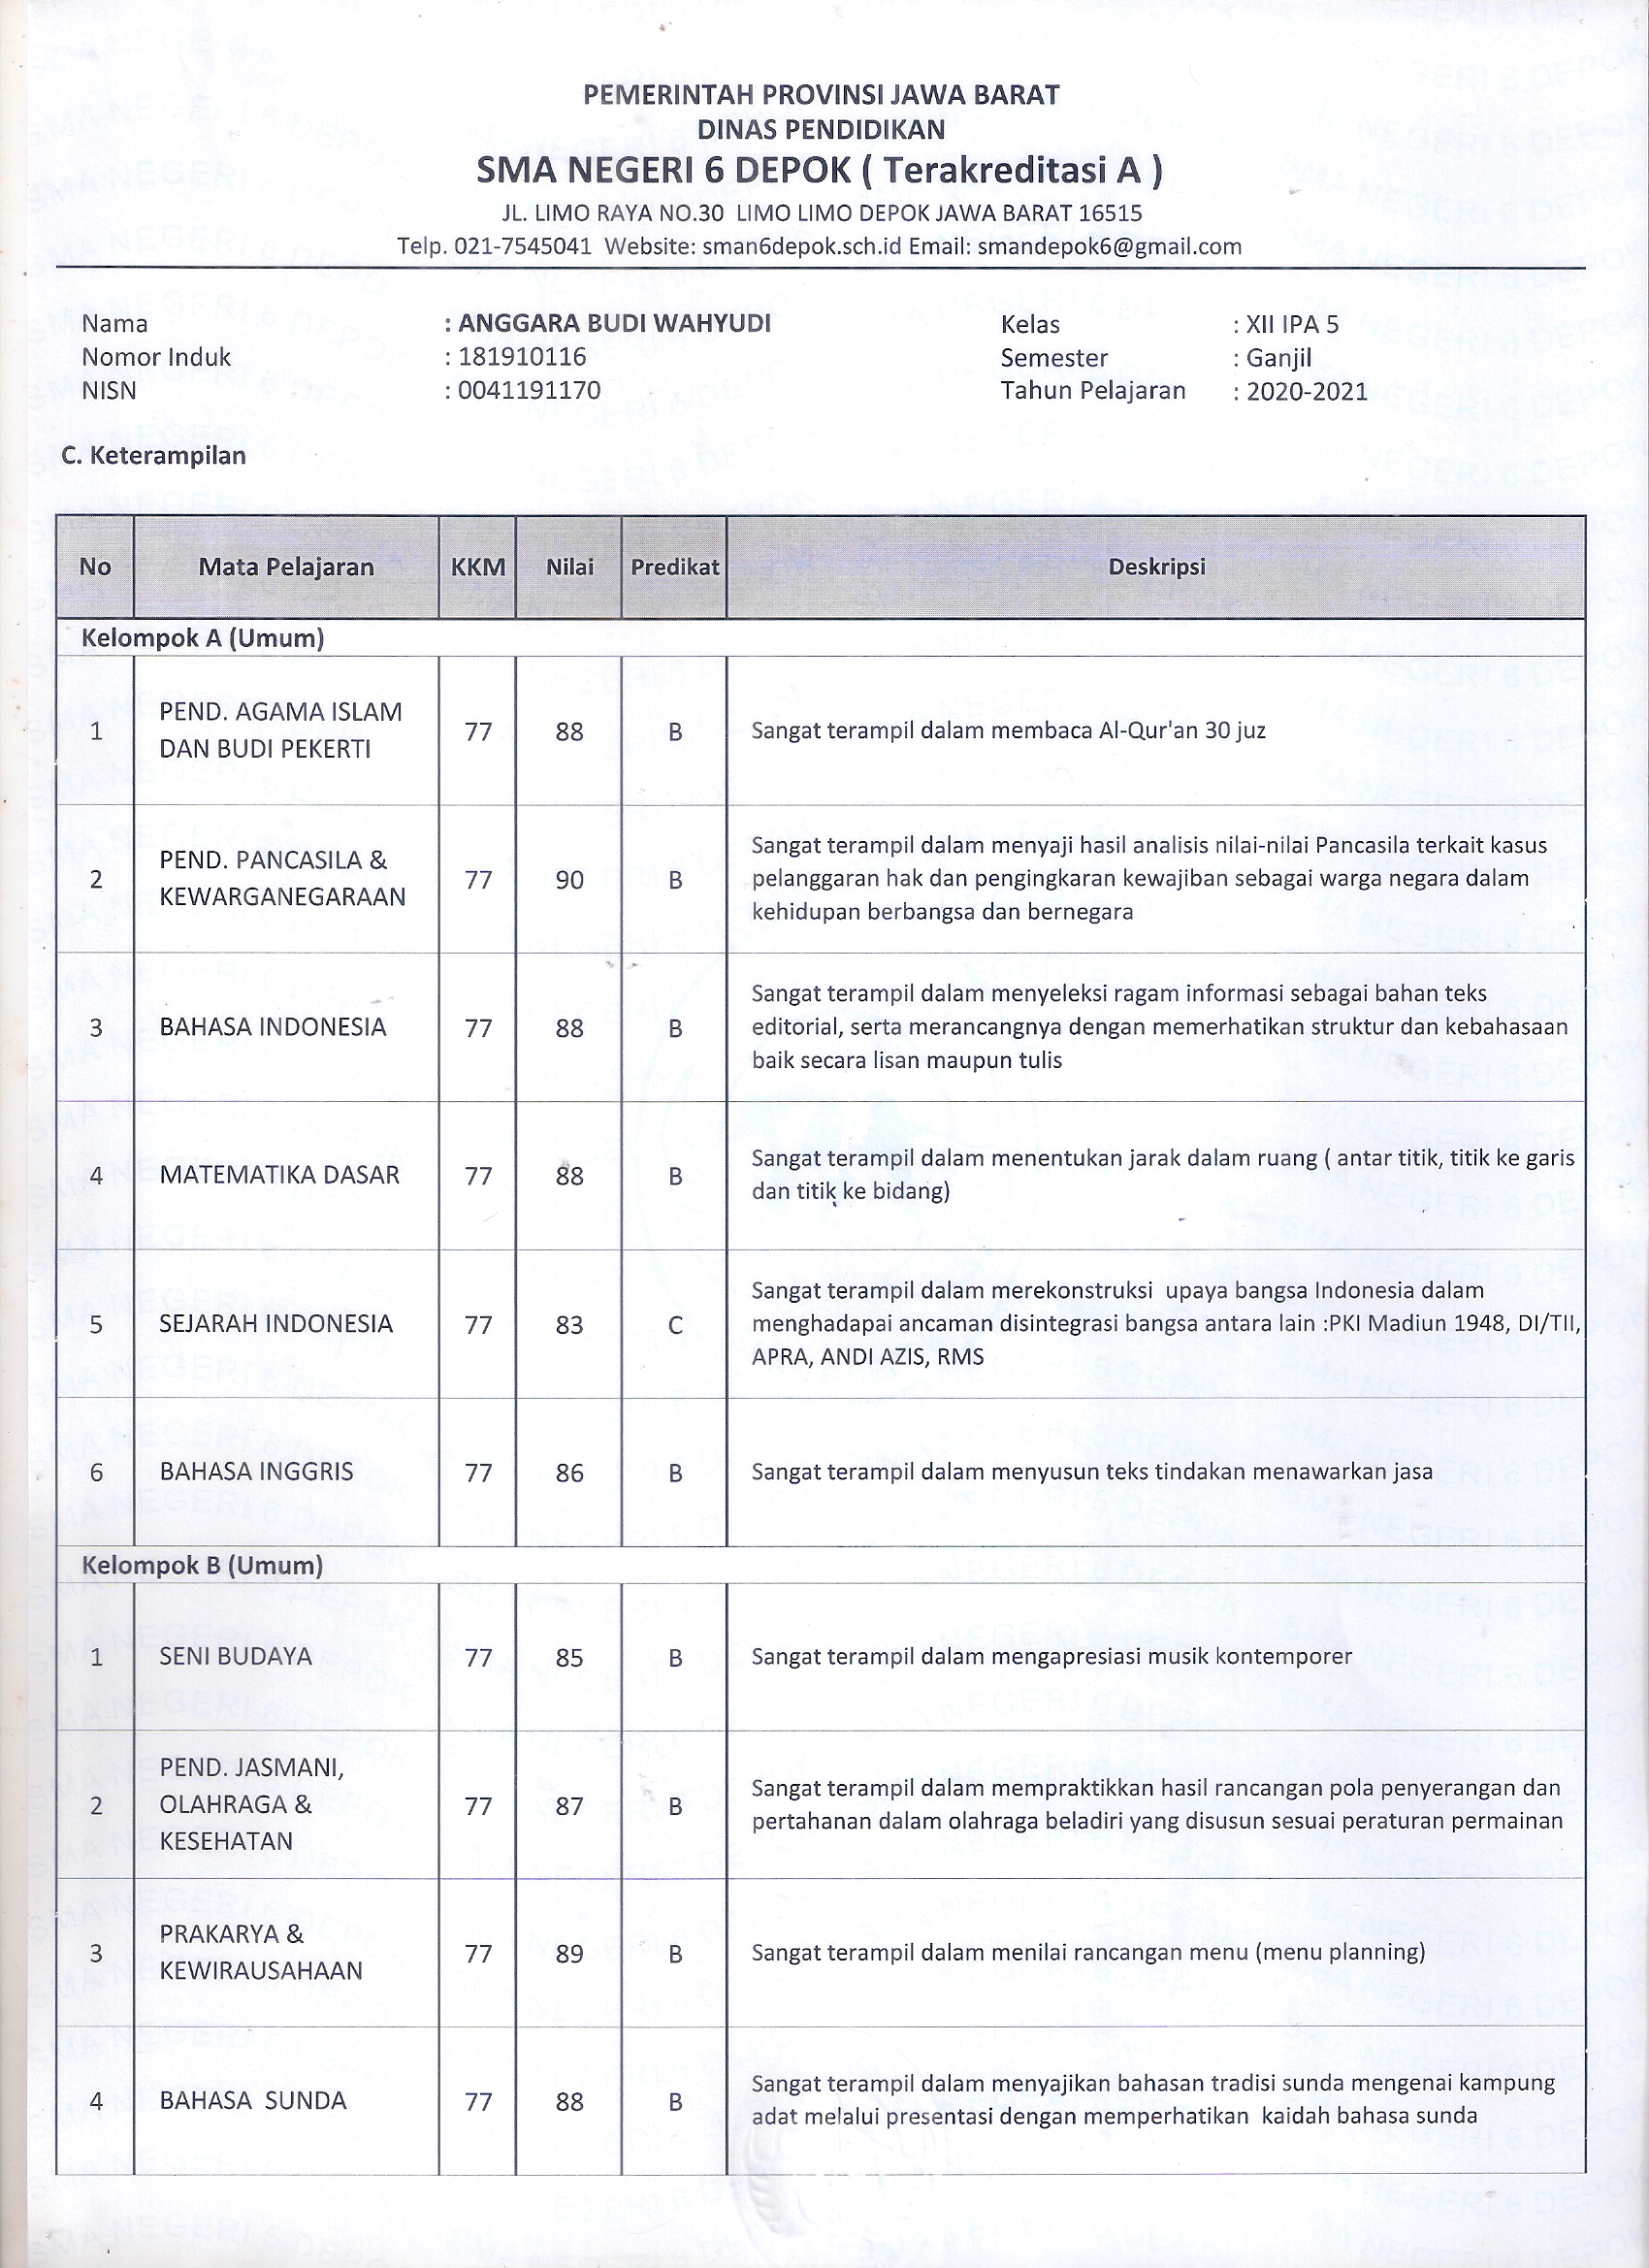 PEMERINTAH PROVINSI JAWA BARAT
DINAS PENDIDIKAN
SMA NEGERI 6 DEPOK ( Terakreditasi A )
JL. LIMO RAYA NO.30 LIMO LIMO DEPOK JAWA BARAT 16515
Telp. 021-7545041 Website: sman6depok.sch.id Email: smandepok6@gmail.com
Nama : ANGGARA BUDI WAHYUDI Kelas : XII IPA 5
Nomor Induk : 181910116 Semester : Ganjil
NISN : 0041191170 Tahun Pelajaran : 2020-2021
C. Keterampilan
No Mata Pelajaran KKM Nilai Predikat Deskripsi
Kelompok A (Umum)
1 PEND. AGAMA ISLAM
DAN BUDI PEKERTI 77 88 B Sangat terampil dalam membaca Al-Qur'an 30 juz
2 PEND. PANCASILA &
KEWARGANEGARAAN 77 90 B Sangat terampil dalam menyaji hasil analisis nilai-nilai Pancasila terkait kasus
pelanggaran hak dan pengingkaran kewajiban sebagai warga negara dalam
kehidupan berbangsa dan bernegara
3 BAHASA INDONESIA 77 88 B Sangat terampil dalam menyeleksi ragam informasi sebagai bahan teks
editorial, serta merancangnya dengan memerhatikan struktur dan kebahasaan
baik secara lisan maupun tulis
4 MATEMATIKA DASAR 77 88 B Sangat terampil dalam menentukan jarak dalam ruang ( antar titik, titik ke garis
dan titik ke bidang)
5 SEJARAH INDONESIA 77 83 C Sangat terampil dalam merekonstruksi upaya bangsa Indonesia dalam
menghadapai ancaman disintegrasi bangsa antara lain :PKI Madiun 1948, DI/TII,
APRA, ANDI AZIS, RMS
6 BAHASA INGGRIS 77 86 B Sangat terampil dalam menyusun teks tindakan menawarkan jasa
Kelompok B (Umum)
1 SENI BUDAYA 77 85 B Sangat terampil dalam mengapresiasi musik kontemporer
2 PEND. JASMANI,
OLAHRAGA &
KESEHATAN 77 87 B Sangat terampil dalam mempraktikkan hasil rancangan pola penyerangan dan
pertahanan dalam olahraga beladiri yang disusun sesuai peraturan permainan
3 PRAKARYA &
KEWIRAUSAHAAN 77 89 B Sangat terampil dalam menilai rancangan menu (menu planning)
4 BAHASA SUNDA 77 88 B Sangat terampil dalam menyajikan bahasan tradisi sunda mengenai kampung
adat melalui presentasi dengan memperhatikan kaidah bahasa sunda